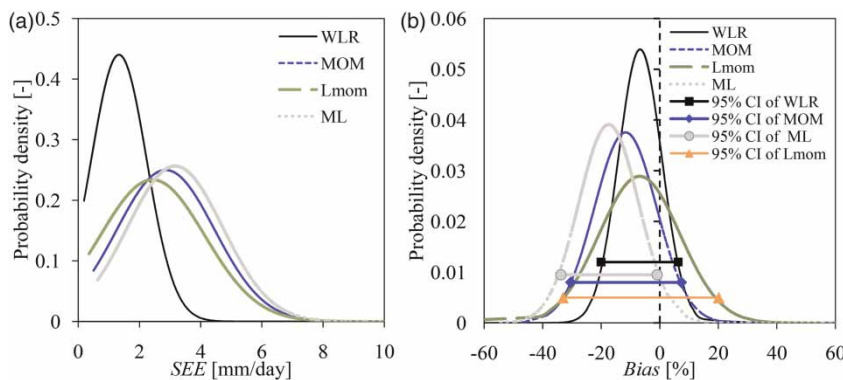 (a)
0.5
0.4
0.3
0.2
0.1
0
Probability density [-]
WLR
MOM
Lmom
ML
0
2
4
6
8
10
SEE [mm/day]
(b)
0.06
0.05
0.04
0.03
0.02
0.01
0
Probability density [-]
WLR
MOM
Lmom
ML
95% CI of WLR
95% CI of MOM
95% CI of ML
95% CI of Lmom
-60
-40
-20
0
20
40
60
Bias [%]